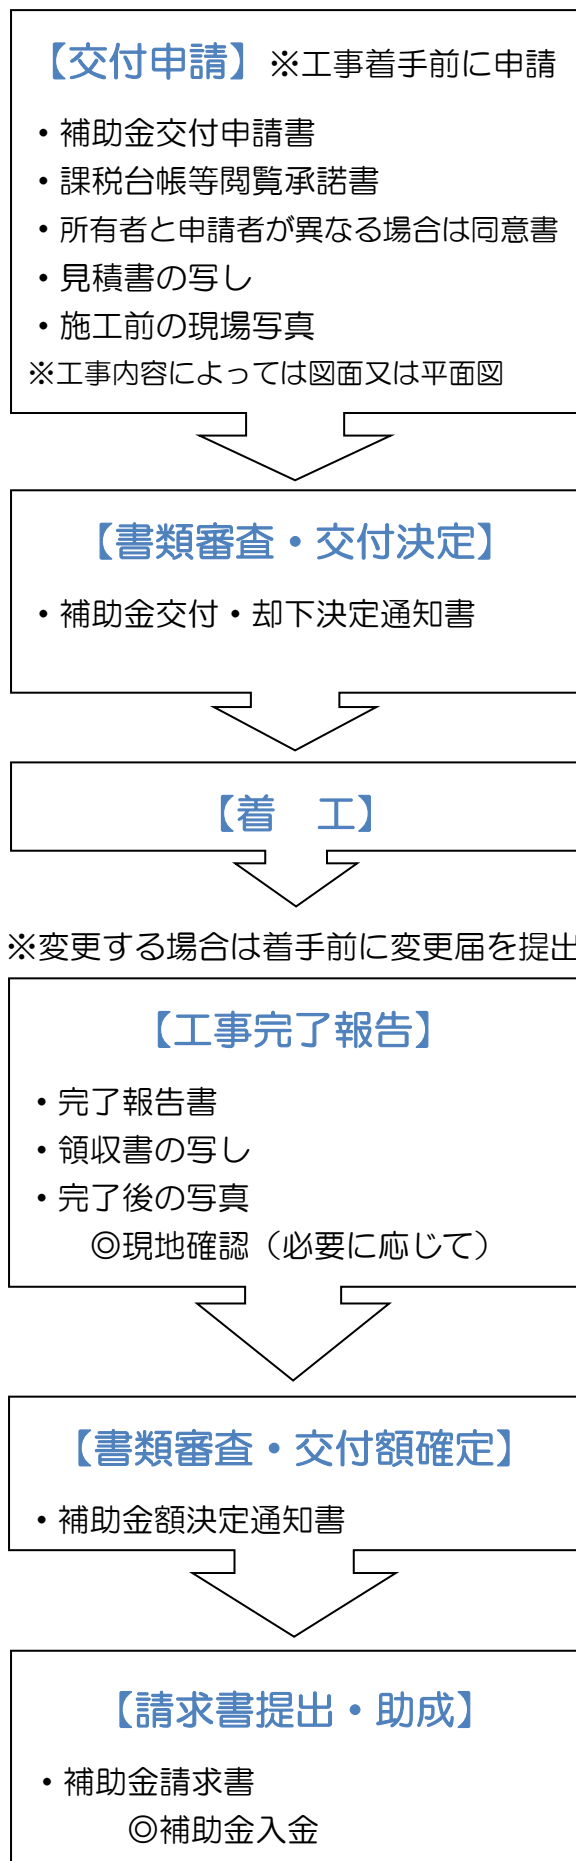 【交付申請】※工事着手前に申請
・補助金交付申請書
・課税台帳等閲覧承諾書
・所有者と申請者が異なる場合は同意書
・見積書の写し
・施工前の現場写真
※工事内容によっては図面又は平面図
【書類審査・交付決定】
・補助金交付・却下決定通知書
【着　工】
※変更する場合は着手前に変更届を提出
【工事完了報告】
・完了報告書
・領収書の写し
・完了後の写真
◎現地確認（必要に応じて）
【書類審査・交付額確定】
・補助金額決定通知書
【請求書提出・助成】
・補助金請求書
◎補助金入金